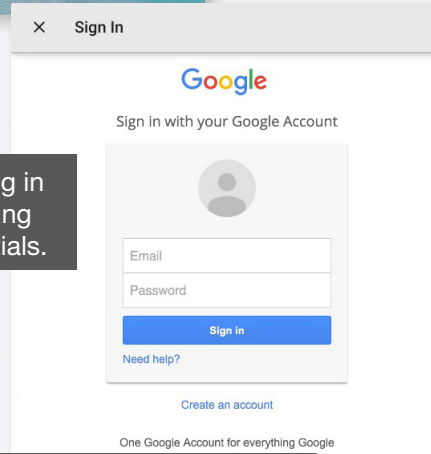 Sign In
Google
Sign in with your Google Account
in
Email
Password
Sign in
Need help?
Create an account
One Google Account for everything Google